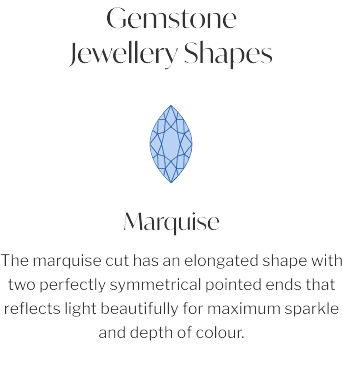 Gemstone
Jewellery Shapes
Marquise
The marquise cut has an elongated shape with
two perfectly symmetrical pointed ends that
reflects light beautifully for maximum sparkle
and depth of colour.